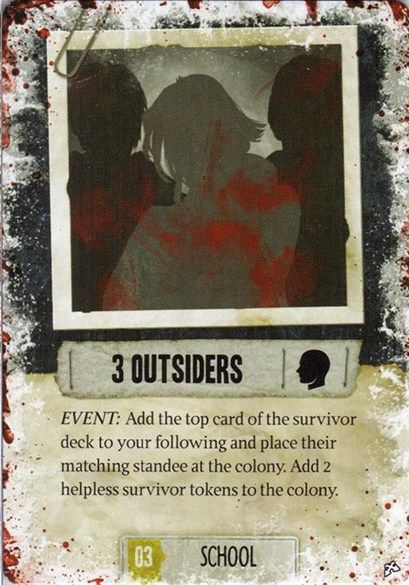 3 OUTSIDERS
EVENT: Add the top card of the survivor
deck to your following and place their
matching standee at the colony. Add 2
helpless survivor tokens to the colony.
03 SCHOOL